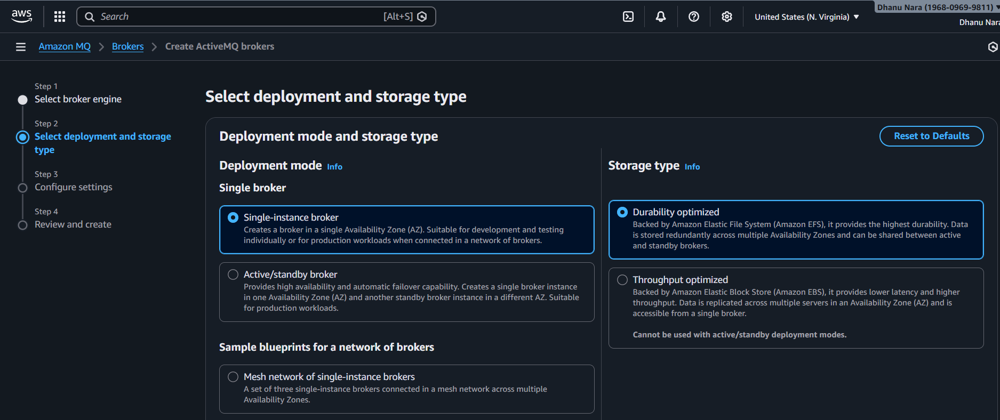 aws
Search
[Alt+S]
United States (N. Virginia)
Dhanu Nara (1968-0969-9811)
Dhanu Nara
Amazon MQ
Brokers
Create ActiveMQ brokers
Step 1
Select broker engine
Step 2
Select deployment and storage
type
Step 3
Configure settings
Step 4
Review and create
Select deployment and storage type
Deployment mode and storage type
Reset to Defaults
Deployment mode Info
Single broker
Single-instance broker
Creates a broker in a single Availability Zone (AZ). Suitable for development and testing
individually or for production workloads when connected in a network of brokers.
Active/standby broker
Provides high availability and automatic failover capability. Creates a single broker instance
in one Availability Zone (AZ) and another standby broker instance in a different AZ. Suitable
for production workloads.
Sample blueprints for a network of brokers
Mesh network of single-instance brokers
A set of three single-instance brokers connected in a mesh network across multiple
Availability Zones.
Storage type Info
Durability optimized
Backed by Amazon Elastic File System (Amazon EFS), it provides the highest durability. Data
is stored redundantly across multiple Availability Zones and can be shared between active
and standby brokers.
Throughput optimized
Backed by Amazon Elastic Block Store (Amazon EBS), it provides lower latency and higher
throughput. Data is replicated across multiple servers in an Availability Zone (AZ) and is
accessible from a single broker.
Cannot be used with active/standby deployment modes.